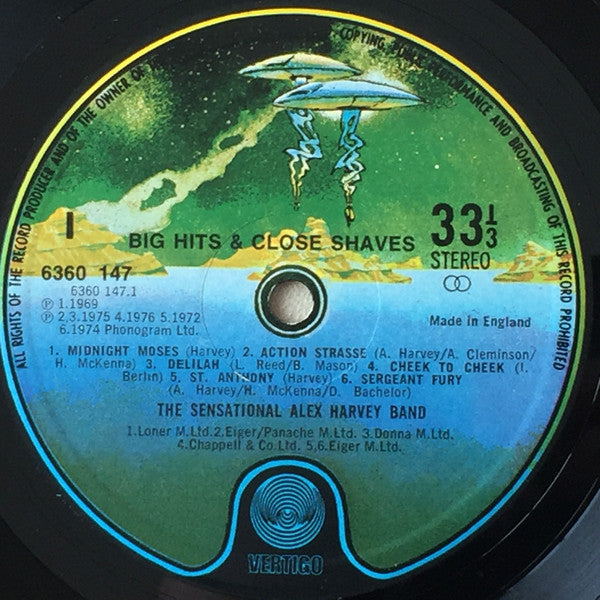 ALL RIGHTS OF THE RECORD PRODUCER AND OF THE OWNER OF
COPYING, PUBLIC PERFORMANCE AND BROADCASTING OF THIS RECORD PROHIBITED
I
BIG HITS & CLOSE SHAVES
33⅓
STEREO
6360 147
6360 147.1
℗ 1.1969
℗ 2,3.1975 4.1976 5.1972
6.1974 Phonogram Ltd.
Made in England
1. MIDNIGHT MOSES (Harvey) 2. ACTION STRASSE (A. Harvey/A. Cleminson/
H. McKenna) 3. DELILAH (L. Reed/B. Mason) 4. CHEEK TO CHEEK (I.
Berlin) 5. ST. ANTHONY (Harvey) 6. SERGEANT FURY
(A. Harvey/H. McKenna/D. Bachelor)
THE SENSATIONAL ALEX HARVEY BAND
1.Loner M.Ltd.2.Eiger/Panache M.Ltd. 3.Donna M.Ltd.
4.Chappell & Co.Ltd. 5.6.Eiger M.Ltd.
VERTIGO